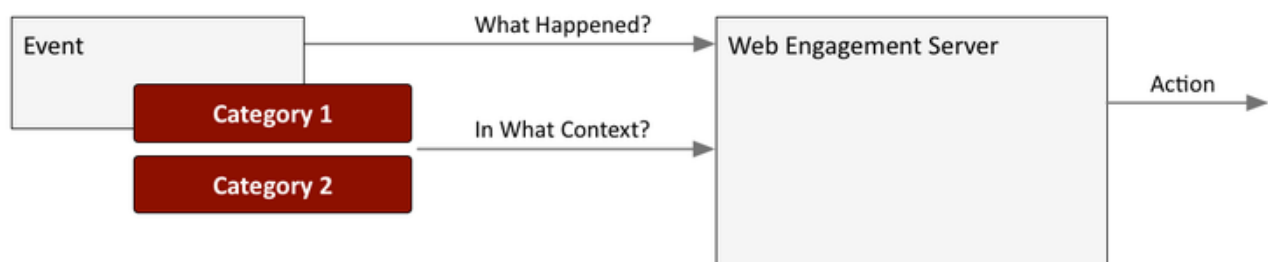 What Happened?
Event
Web Engagement Server
Action
Category 1
In What Context?
Category 2